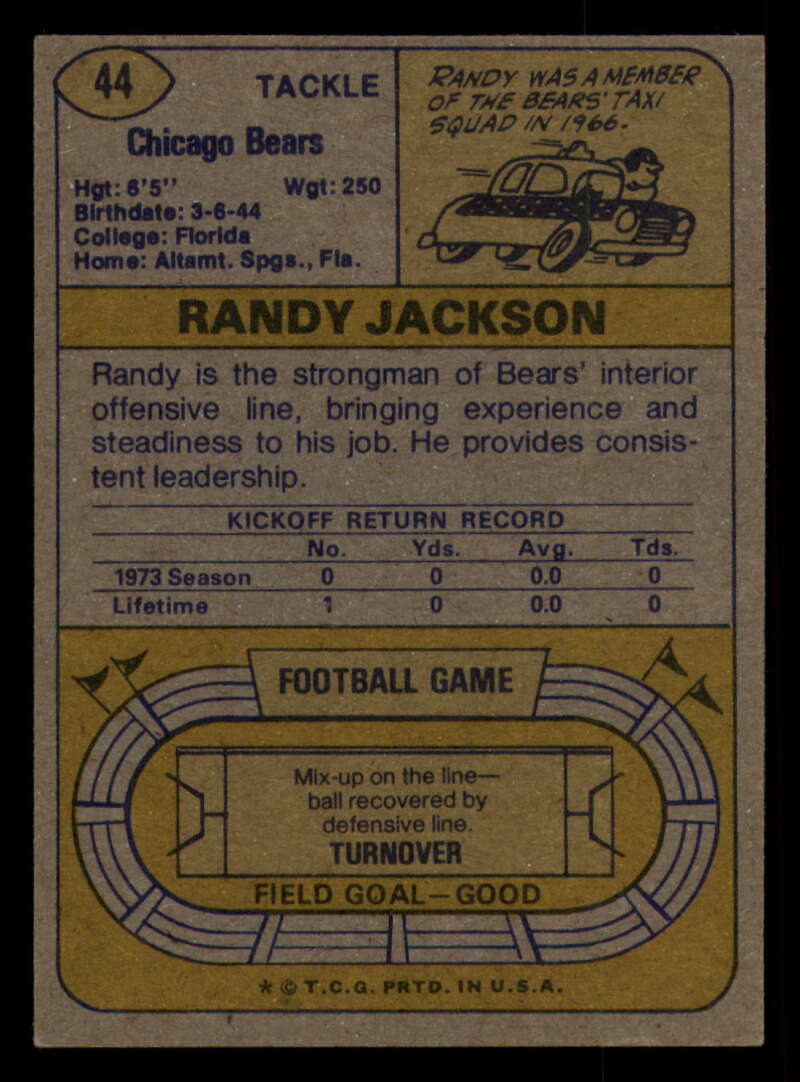 44
TACKLE
Chicago Bears
Hgt: 6'5" Wgt: 250
Birthdate: 3-6-44
College: Florida
Home: Altamt. Spgs., Fla.
RANDY WAS A MEMBER
OF THE BEARS' TAXI
SQUAD IN 1966.
RANDY JACKSON
Randy is the strongman of Bears' interior
offensive line, bringing experience and
steadiness to his job. He provides consis-
tent leadership.
KICKOFF RETURN RECORD
No. Yds. Avg. Tds.
1973 Season 0 0 0.0 0
Lifetime 1 0 0.0 0
FOOTBALL GAME
Mix-up on the line—
ball recovered by
defensive line.
TURNOVER
FIELD GOAL—GOOD
* © T.C.G. PRTD. IN U.S.A.